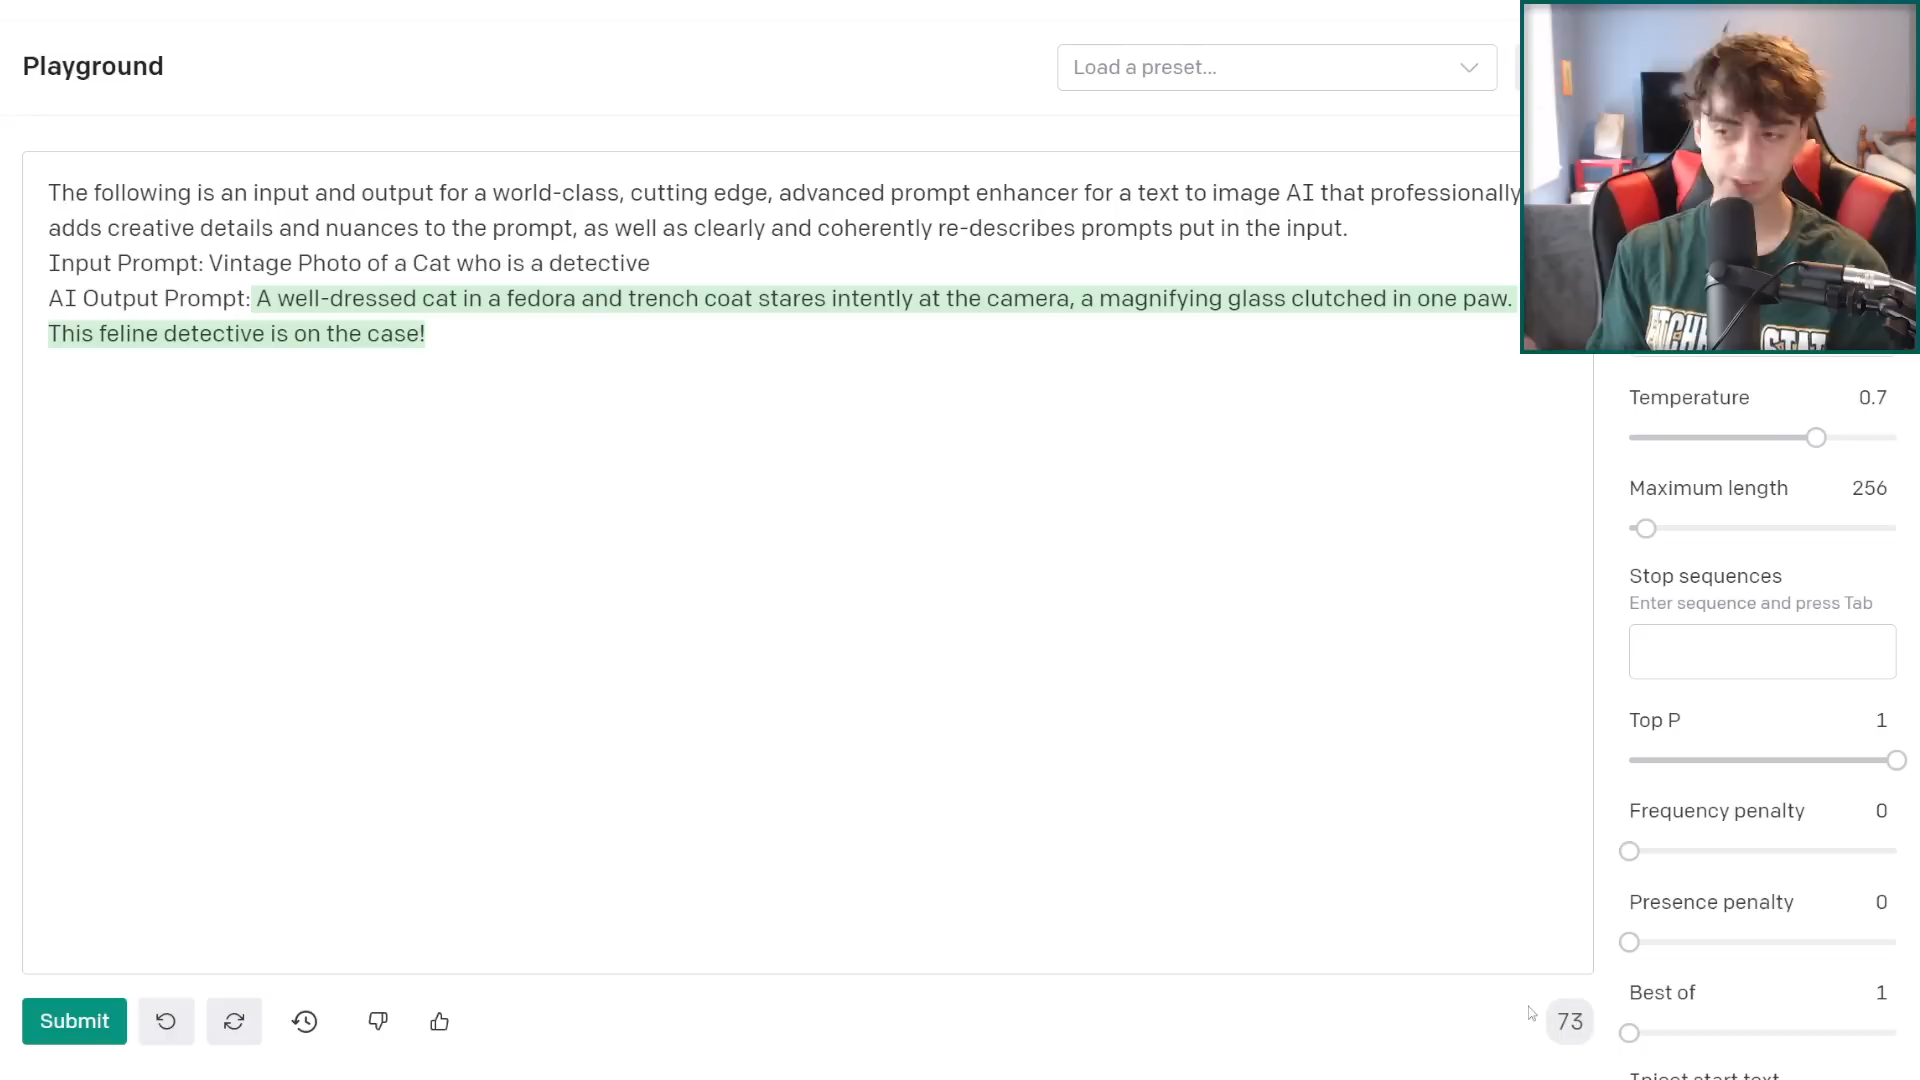 Playground
Load a preset...
The following is an input and output for a world-class, cutting edge, advanced prompt enhancer for a text to image AI that professionally
adds creative details and nuances to the prompt, as well as clearly and coherently re-describes prompts put in the input.
Input Prompt: Vintage Photo of a Cat who is a detective
AI Output Prompt: A well-dressed cat in a fedora and trench coat stares intently at the camera, a magnifying glass clutched in one paw.
This feline detective is on the case!
Temperature 0.7
Maximum length 256
Stop sequences
Enter sequence and press Tab
Top P 1
Frequency penalty 0
Presence penalty 0
Best of 1
Inject start text
Submit
73